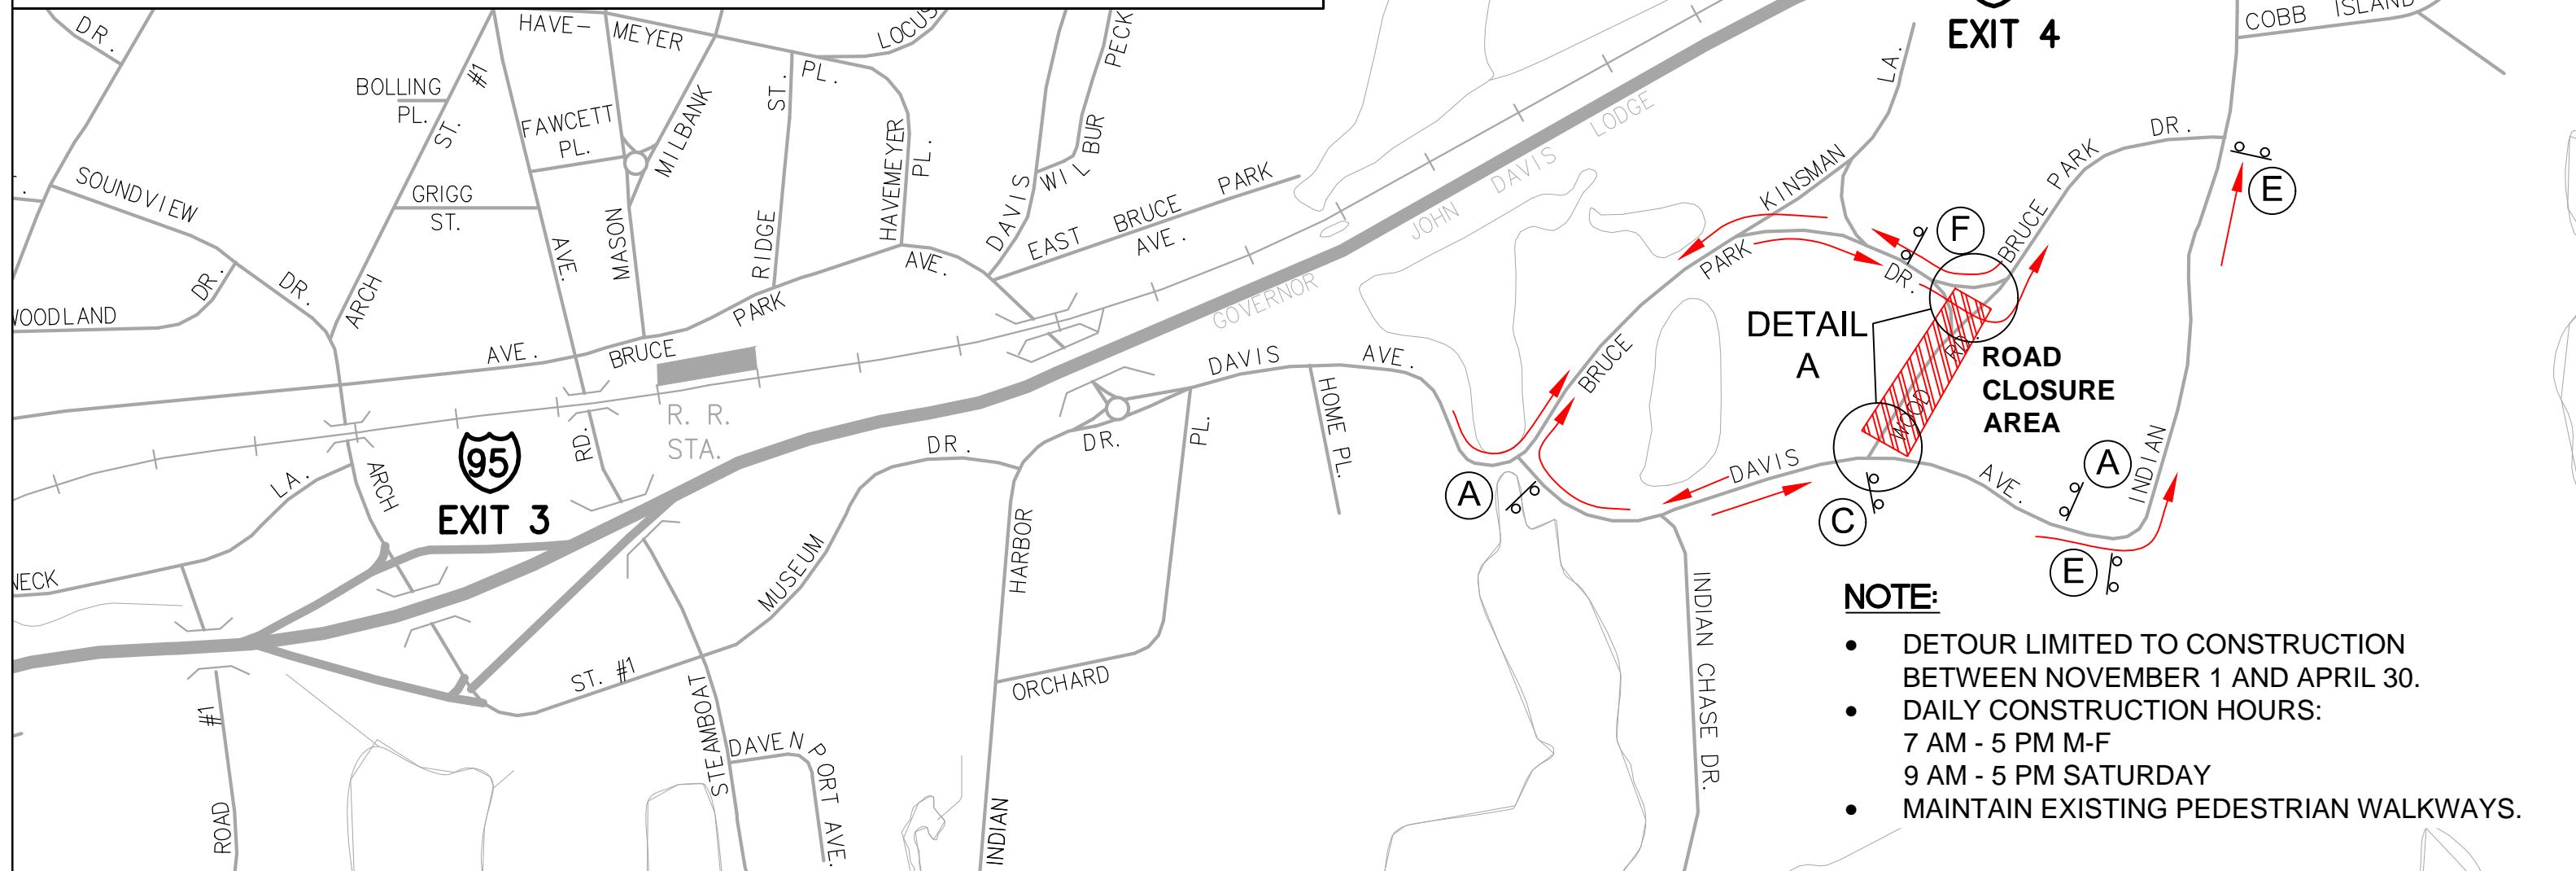 DR.
HAVE-
MEYER
LOCUS
PECK
EXIT 4
COBB ISLAND
BOLLING
PL.
ST. #1
FAWCETT
PL.
MILBANK
ST.
PL.
WILBUR
LA.
LODGE
DAVIS
JOHN
GOVERNOR
DR.
SOUNDVIEW
DR.
GRIGG
ST.
MASON
AVE.
RIDGE
HAVEMEYER
PL.
AVE.
DAVIS
EAST BRUCE PARK
AVE.
KINSMAN
PARK
DR.
BRUCE PARK
F
E
WOODLAND
DR.
ARCH
PARK
AVE.
BRUCE
DAVIS AVE.
BRUCE
DETAIL
A
WOOD
RD.
ROAD
CLOSURE
AREA
HOME PL.
R. R.
STA.
95
EXIT 3
RD.
LA.
ARCH
DR.
DR.
PL.
A
DAVIS
C
AVE.
A
E
INDIAN
NECK
MUSEUM
HARBOR
ST. #1
ORCHARD
STEAMBOAT
DAVENPORT AVE.
INDIAN
INDIAN CHASE DR.
#1
ROAD
NOTE:
• DETOUR LIMITED TO CONSTRUCTION
BETWEEN NOVEMBER 1 AND APRIL 30.
• DAILY CONSTRUCTION HOURS:
7 AM - 5 PM M-F
9 AM - 5 PM SATURDAY
• MAINTAIN EXISTING PEDESTRIAN WALKWAYS.